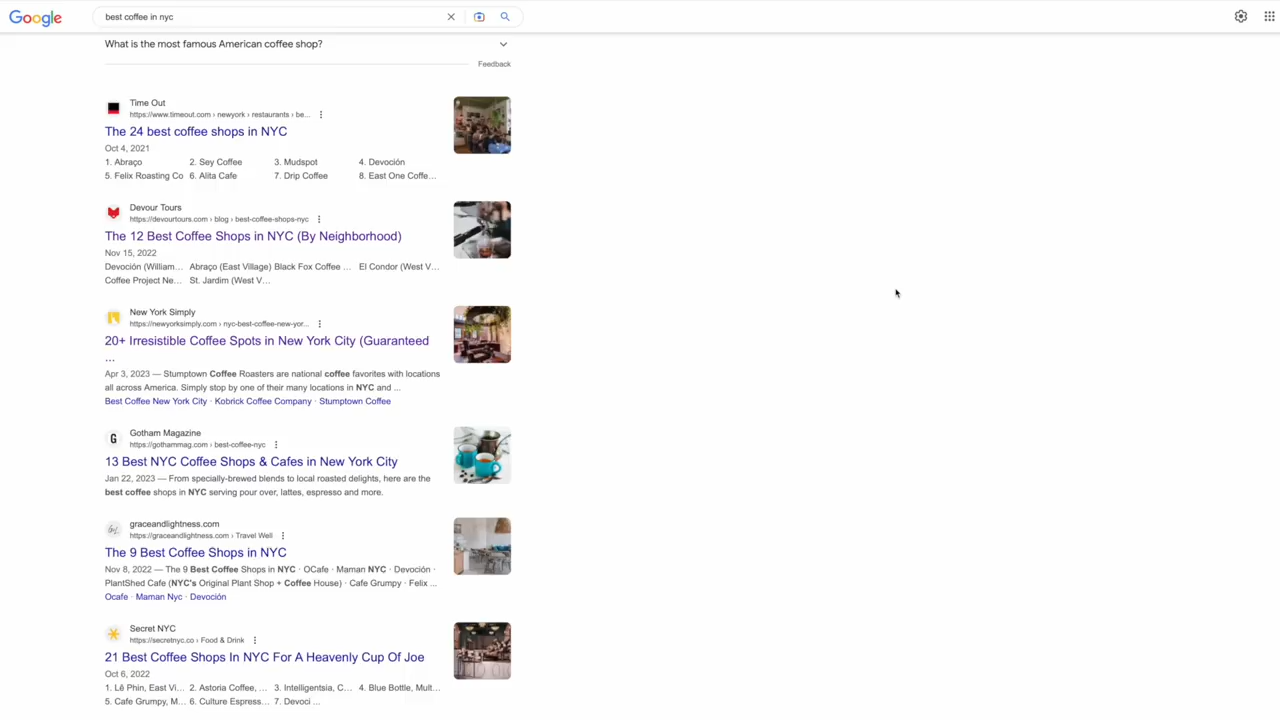 Google
best coffee in nyc
What is the most famous American coffee shop?
Feedback
Time Out
https://www.timeout.com › newyork › restaurants › be...
The 24 best coffee shops in NYC
Oct 4, 2021
1. Abraço 2. Sey Coffee 3. Mudspot 4. Devoción
5. Felix Roasting Co 6. Alita Cafe 7. Drip Coffee 8. East One Coffe...
Devour Tours
https://devourtours.com › blog › best-coffee-shops-nyc
The 12 Best Coffee Shops in NYC (By Neighborhood)
Nov 15, 2022
Devoción (William... Abraço (East Village) Black Fox Coffee ... El Condor (West V...
Coffee Project Ne... St. Jardim (West V...
New York Simply
https://newyorksimply.com › nyc-best-coffee-new-yor...
20+ Irresistible Coffee Spots in New York City (Guaranteed
...
Apr 3, 2023 — Stumptown Coffee Roasters are national coffee favorites with locations
all across America. Simply stop by one of their many locations in NYC and ...
Best Coffee New York City · Kobrick Coffee Company · Stumptown Coffee
G
Gotham Magazine
https://gothammag.com › best-coffee-nyc
13 Best NYC Coffee Shops & Cafes in New York City
Jan 22, 2023 — From specially-brewed blends to local roasted delights, here are the
best coffee shops in NYC serving pour over, lattes, espresso and more.
graceandlightness.com
https://graceandlightness.com › Travel Well
The 9 Best Coffee Shops in NYC
Nov 8, 2022 — The 9 Best Coffee Shops in NYC · OCafe · Maman NYC · Devoción ·
PlantShed Cafe (NYC's Original Plant Shop + Coffee House) · Cafe Grumpy · Felix ...
Ocafe · Maman Nyc · Devoción
Secret NYC
https://secretnyc.co › Food & Drink
21 Best Coffee Shops In NYC For A Heavenly Cup Of Joe
Oct 6, 2022
1. Lê Phin, East Vi... 2. Astoria Coffee, ... 3. Intelligentsia, C... 4. Blue Bottle, Mult...
5. Cafe Grumpy, M... 6. Culture Espress... 7. Devoci ...